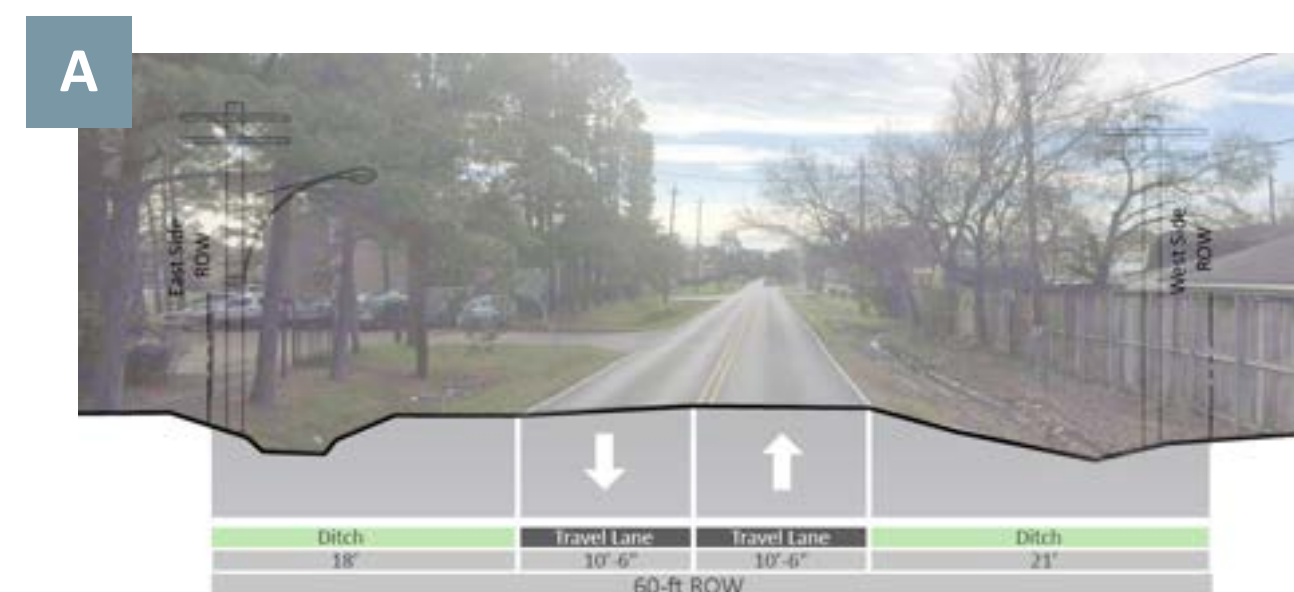 A
East Side
ROW
West Side
ROW
Ditch
Travel Lane
Travel Lane
Ditch
18'
10'-6"
10'-6"
21'
60-ft ROW